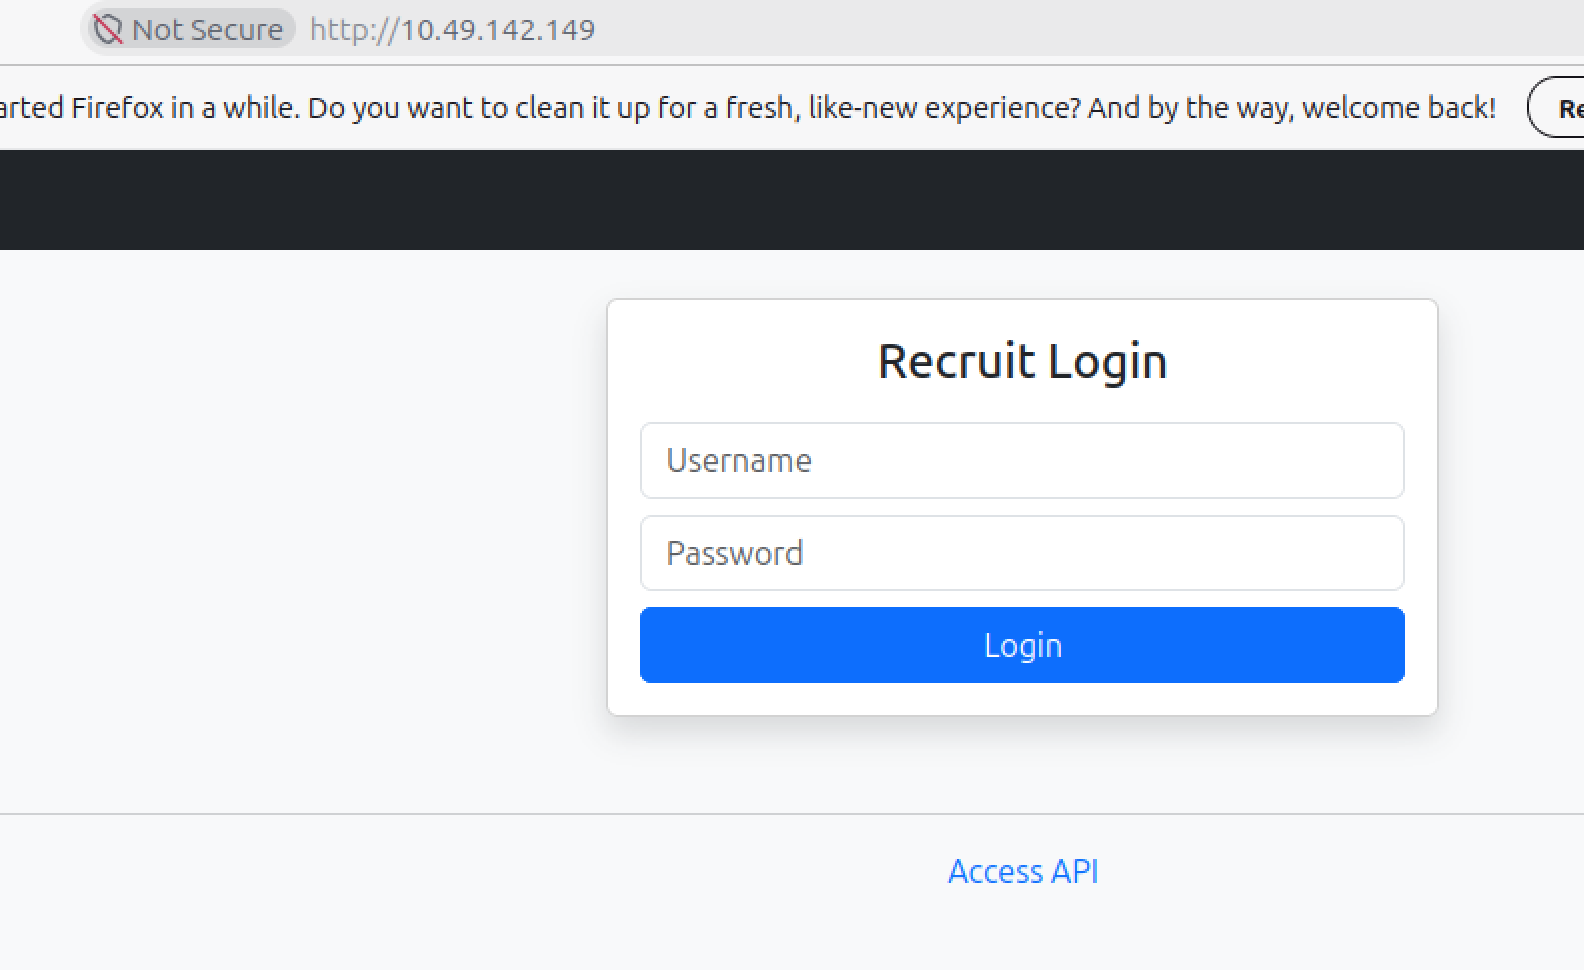 Not Secure http://10.49.142.149
arted Firefox in a while. Do you want to clean it up for a fresh, like-new experience? And by the way, welcome back! Re
Recruit Login
Username
Password
Login
Access API